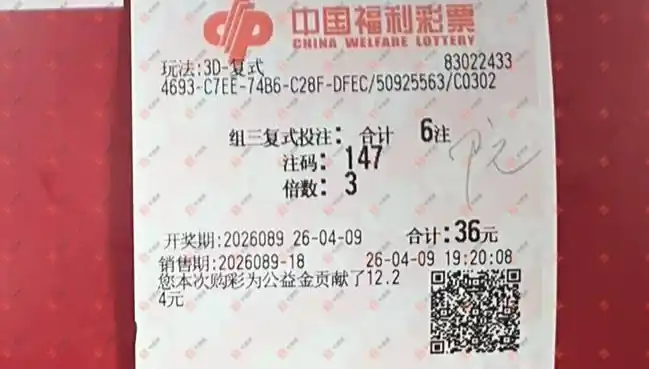 中国福利彩票
CHINA WELFARE LOTTERY
玩法:3D-复式 83022433
4693-C7EE-74B6-C28F-DFEC/50925563/C0302
组三复式投注: 合计 6注
注码: 147
倍数: 3
开奖期:2026089 26-04-09 合计:36元
销售期:2026089-18 26-04-09 19:20:08
您本次购彩为公益金贡献了12.2
4元